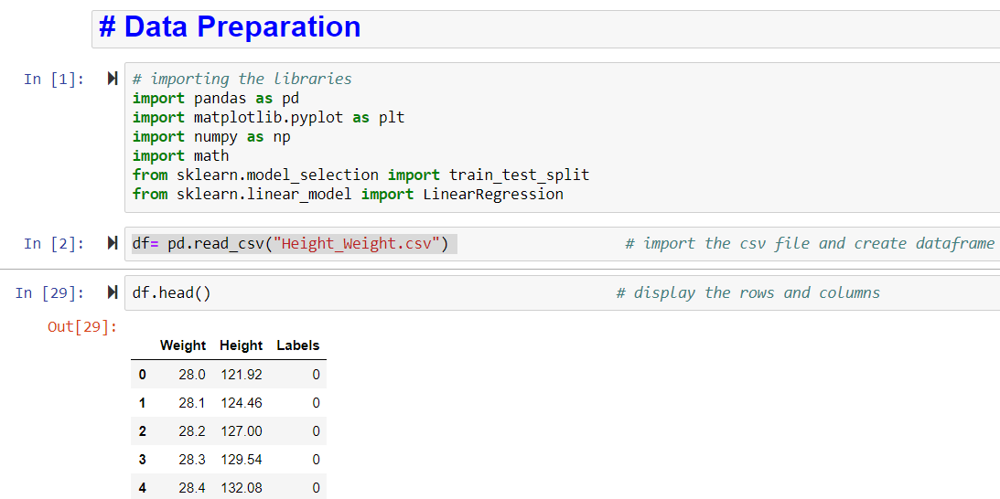 # Data Preparation
In [1]:
# importing the libraries
import pandas as pd
import matplotlib.pyplot as plt
import numpy as np
import math
from sklearn.model_selection import train_test_split
from sklearn.linear_model import LinearRegression
In [2]: df= pd.read_csv("Height_Weight.csv") # import the csv file and create dataframe
In [29]: df.head() # display the rows and columns
Out[29]:
Weight Height Labels
0 28.0 121.92 0
1 28.1 124.46 0
2 28.2 127.00 0
3 28.3 129.54 0
4 28.4 132.08 0